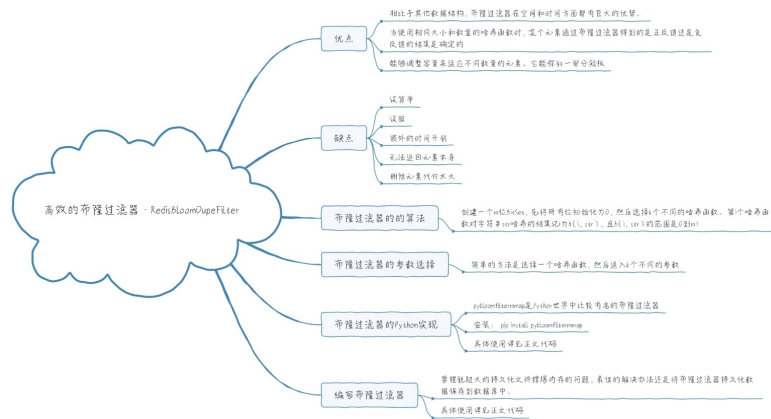 高效的布隆过滤器 - RedisBloomDupeFilter
优点
相比于其他数据结构，布隆过滤器在空间和时间方面都有巨大的优势。
当使用相同大小和数量的哈希函数时，某个元素通过布隆过滤器得到的是正反馈还是负
反馈的结果是确定的
能够调整容量来适应不同数量的元素。它能弥补一部分短板
缺点
误算率
误报
额外的时间开销
无法返回元素本身
删除元素代价太大
布隆过滤器的的算法
创建一个m位BitSet，先将所有位初始化为0，然后选择k个不同的哈希函数。第i个哈希函
数对字符串str哈希的结果记为h(i, str)，且h(i, str)的范围是0到m1
布隆过滤器的参数选择
简单的方法是选择一个哈希函数，然后送入k个不同的参数
布隆过滤器的Python实现
pybloomfiltermmap是Python世界中比较有名的布隆过滤器
安装： pip install pybloomfiltermmap
具体使用详见正文代码
编写布隆过滤器
要摆脱超大的持久化文件撑爆内存的问题，最佳的解决办法还是将布隆过滤器持久化数
据保存到数据库中。
具体使用详见正文代码